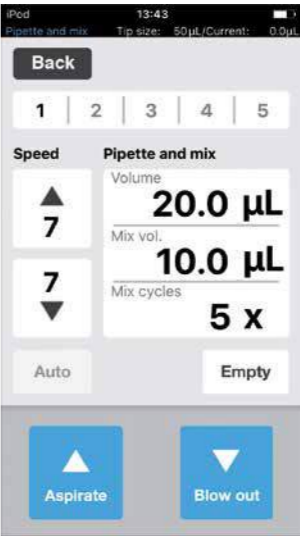 iPod 13:43
Pipette and mix Tip size: 50µL/Current: 0.0µL
Back
1 2 3 4 5
Speed Pipette and mix
Volume
20.0 µL
7
Mix vol.
10.0 µL
7
Mix cycles
5 x
Auto Empty
Aspirate Blow out